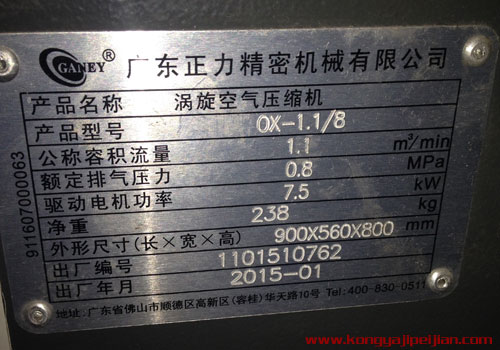 GANEY® 广东正力精密机械有限公司
产品名称 涡旋空气压缩机
产品型号 OX-1.1/8
公称容积流量 1.1 m³/min
额定排气压力 0.8 MPa
驱动电机功率 7.5 kW
净重 238 kg
外形尺寸(长×宽×高) 900X560X800 mm
出厂编号 1101510762
出厂年月 2015-01
地址:广东省佛山市顺德区高新区(容桂)华天路10号 Tel:400-830-0511
911607000063
www.kongyajipeijian.com